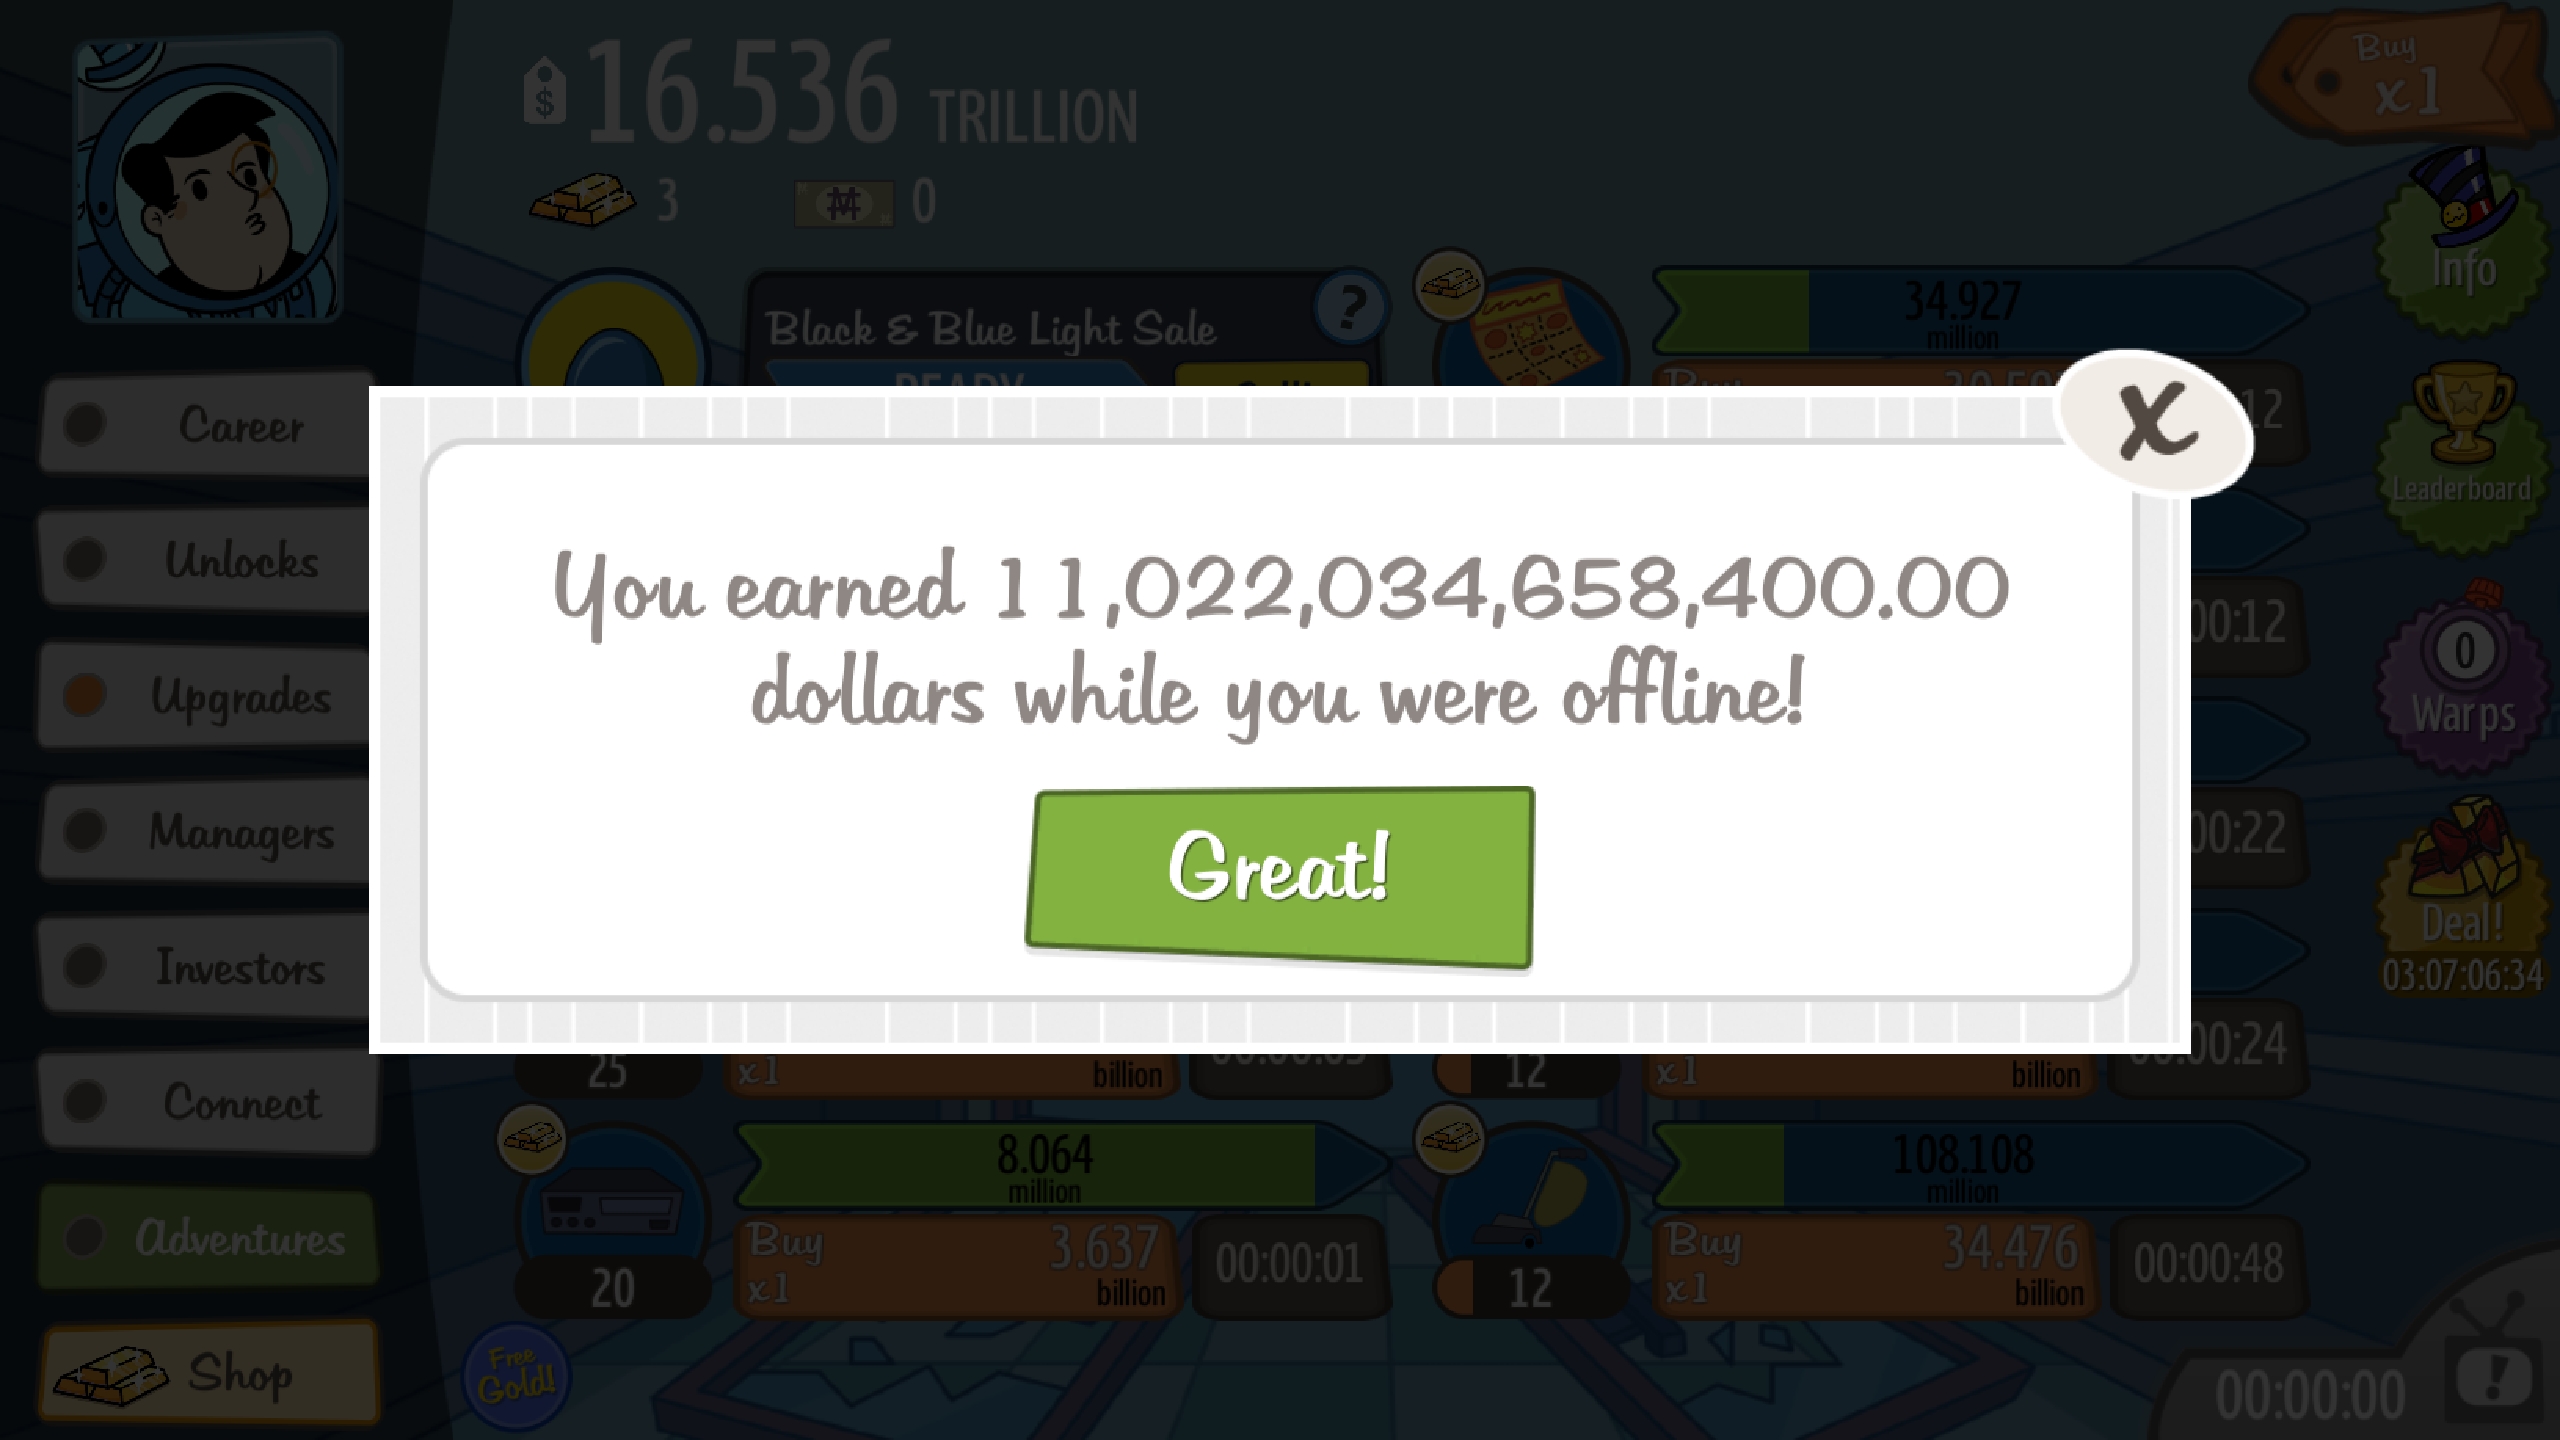 16.536 TRILLION
3
0
Buy
x1
Info
Leaderboard
0
Warps
Deal!
03:07:06:34
Career
Unlocks
Upgrades
Managers
Investors
Connect
Adventures
Shop
Black & Blue Light Sale
?
READY
34.927
million
Buy
12
00:12
00:22
00:24
X
You earned 11,022,034,658,400.00
dollars while you were offline!
Great!
25
x1
billion
12
x1
billion
8.064
million
Buy
3.637
x1
billion
00:00:01
20
108.108
million
Buy
34.476
x1
billion
00:00:48
12
Free
Gold!
00:00:00
!